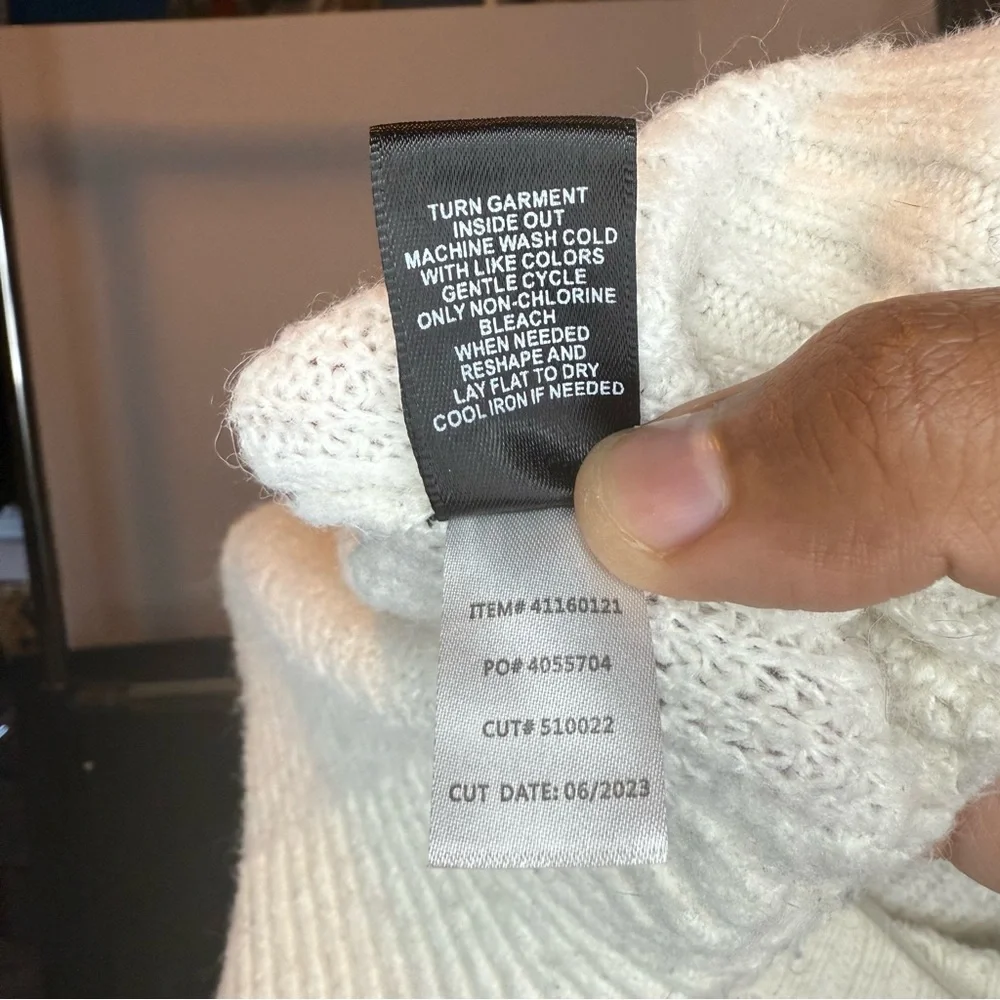 TURN GARMENT
INSIDE OUT
MACHINE WASH COLD
WITH LIKE COLORS
GENTLE CYCLE
ONLY NON-CHLORINE
BLEACH
WHEN NEEDED
RESHAPE AND
LAY FLAT TO DRY
COOL IRON IF NEEDED
ITEM# 41160121
PO# 4055704
CUT# 510022
CUT DATE: 06/2023